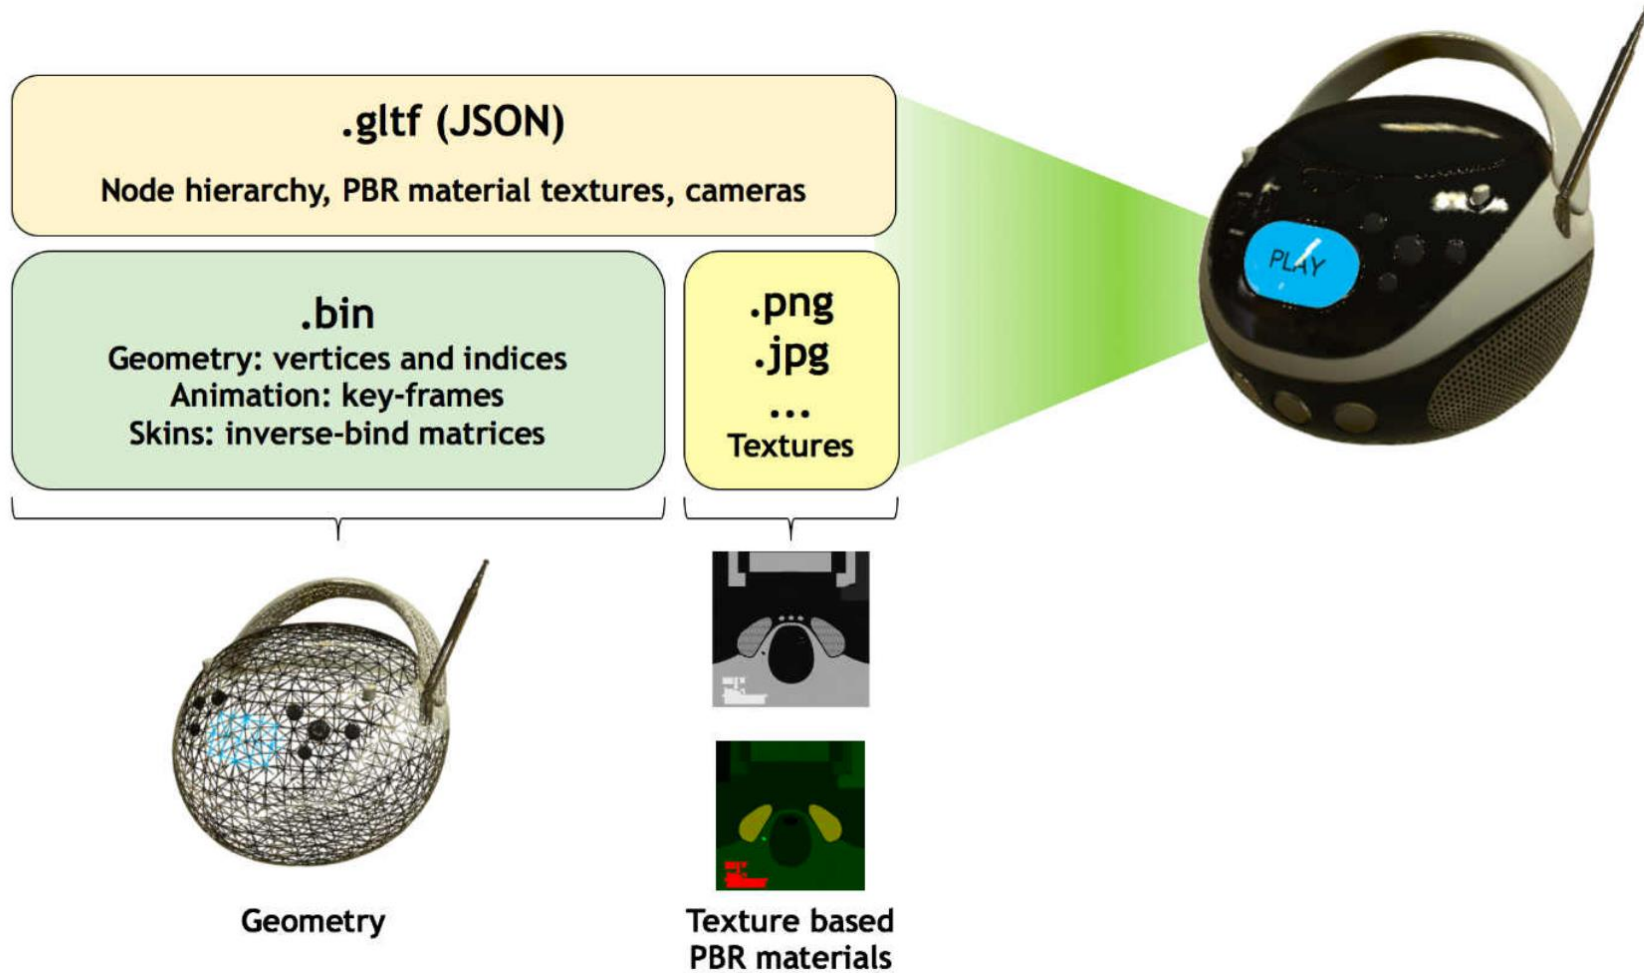 .gltf (JSON)
Node hierarchy, PBR material textures, cameras
.bin
Geometry: vertices and indices
Animation: key-frames
Skins: inverse-bind matrices
.png
.jpg
...
Textures
PLAY
Geometry
Texture based
PBR materials